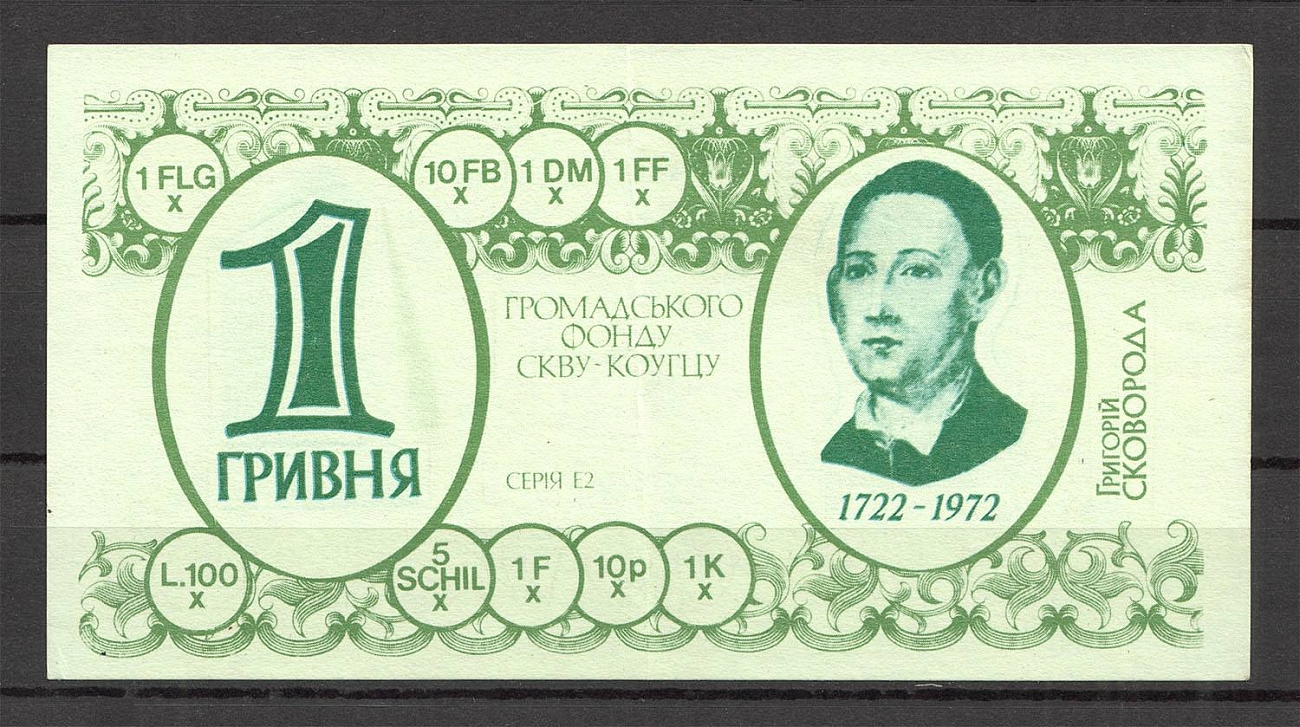 1 FLG
x
10 FB
x
1 DM
x
1 FF
x
1
ГРИВНЯ
ГРОМАДСЬКОГО
ФОНДУ
СКВУ-КОУГЦУ
СЕРІЯ Е2
1722-1972
ГРИГОРІЙ
СКОВОРОДА
L.100
x
5
SCHIL
x
1 F
x
10p
x
1 K
x